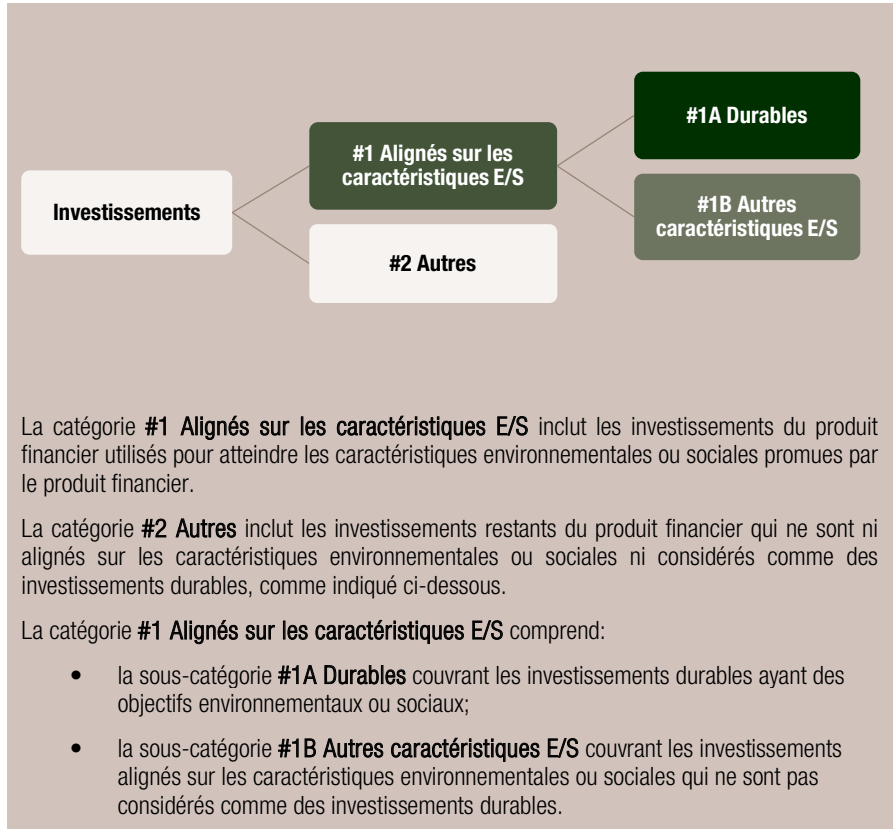 #1A Durables
#1 Alignés sur les
caractéristiques E/S
Investissements
#1B Autres
caractéristiques E/S
#2 Autres
La catégorie #1 Alignés sur les caractéristiques E/S inclut les investissements du produit
financier utilisés pour atteindre les caractéristiques environnementales ou sociales promues par
le produit financier.
La catégorie #2 Autres inclut les investissements restants du produit financier qui ne sont ni
alignés sur les caractéristiques environnementales ou sociales ni considérés comme des
investissements durables, comme indiqué ci-dessous.
La catégorie #1 Alignés sur les caractéristiques E/S comprend:
• la sous-catégorie #1A Durables couvrant les investissements durables ayant des
objectifs environnementaux ou sociaux;
• la sous-catégorie #1B Autres caractéristiques E/S couvrant les investissements
alignés sur les caractéristiques environnementales ou sociales qui ne sont pas
considérés comme des investissements durables.